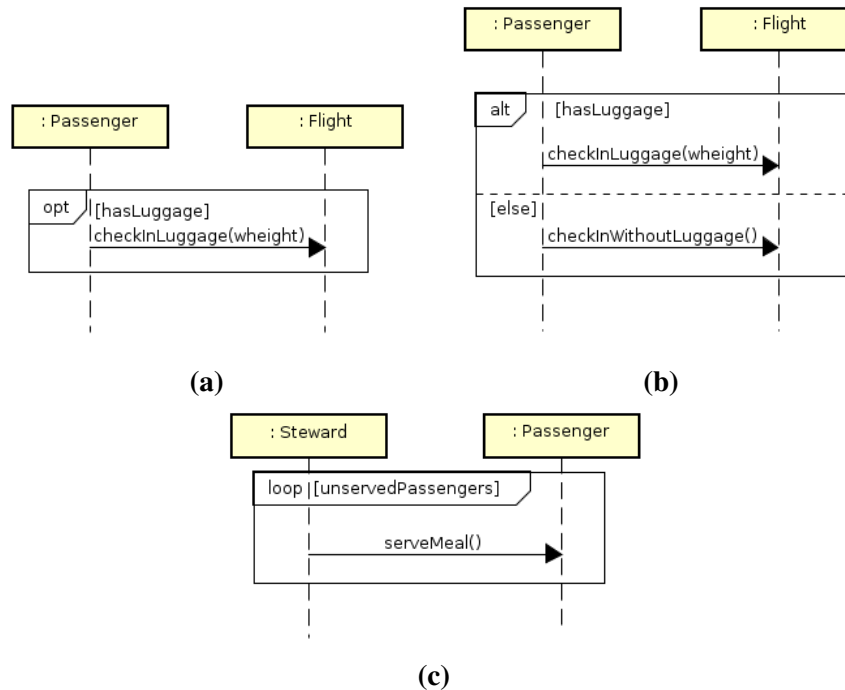 : Passenger
: Flight
opt
[hasLuggage]
checkInLuggage(wheight)
(a)
: Passenger
: Flight
alt
[hasLuggage]
checkInLuggage(wheight)
[else]
checkInWithoutLuggage()
(b)
: Steward
: Passenger
loop [unservedPassengers]
serveMeal()
(c)